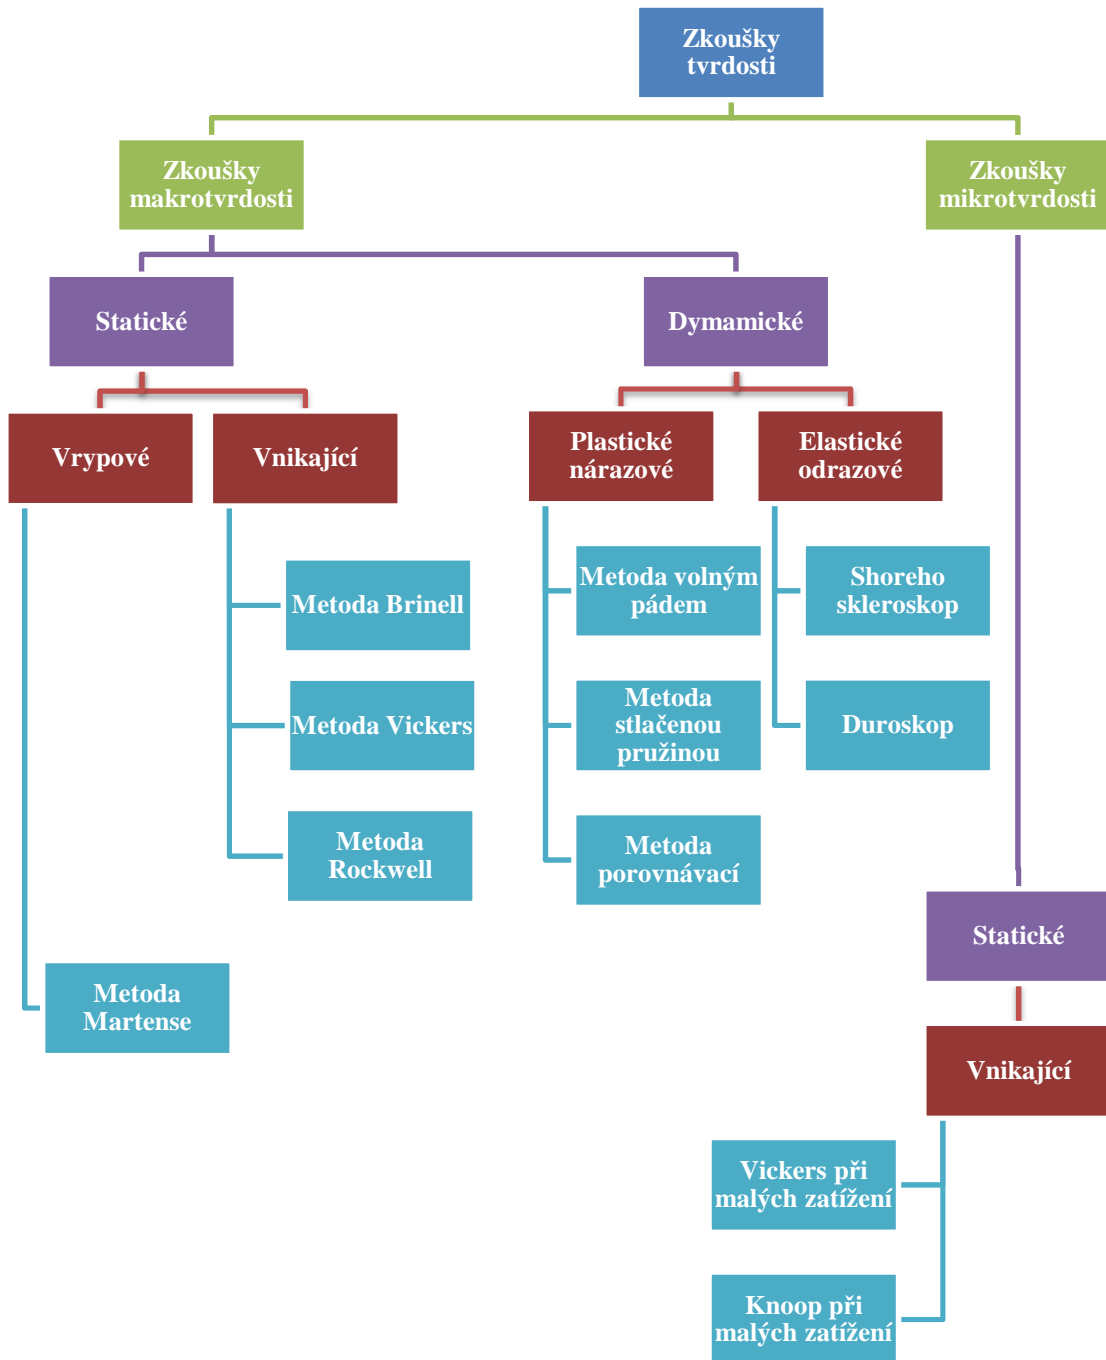 Zkoušky
tvrdosti
Zkoušky
makrotvrdosti
Zkoušky
mikrotvrdosti
Statické
Dymamické
Vrypové
Vnikající
Plastické
nárazové
Elastické
odrazové
Metoda Brinell
Metoda volným
pádem
Shoreho
skleroskop
Metoda Vickers
Metoda
stlačenou
pružinou
Duroskop
Metoda
Rockwell
Metoda
porovnávací
Statické
Metoda
Martense
Vnikající
Vickers při
malých zatížení
Knoop při
malých zatížení